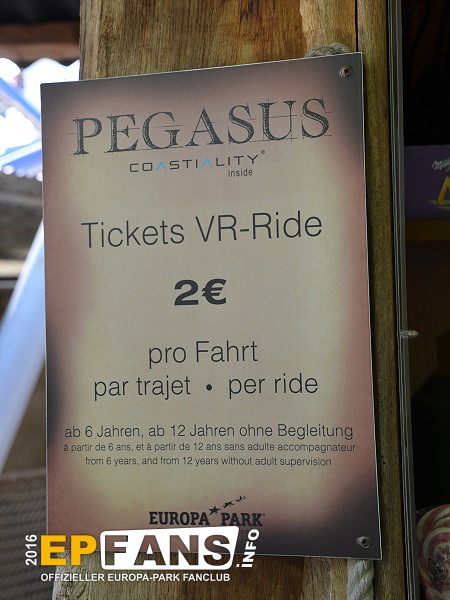 PEGASUS
COASTIALITY®
inside
Tickets VR-Ride
2€
pro Fahrt
par trajet • per ride
ab 6 Jahren, ab 12 Jahren ohne Begleitung
à partir de 6 ans, et à partir de 12 ans sans adulte accompagnateur
from 6 years, and from 12 years without adult supervision
EUROPA PARK®
2016 EPFANS.INFO
OFFIZIELLER EUROPA-PARK FANCLUB
Milka